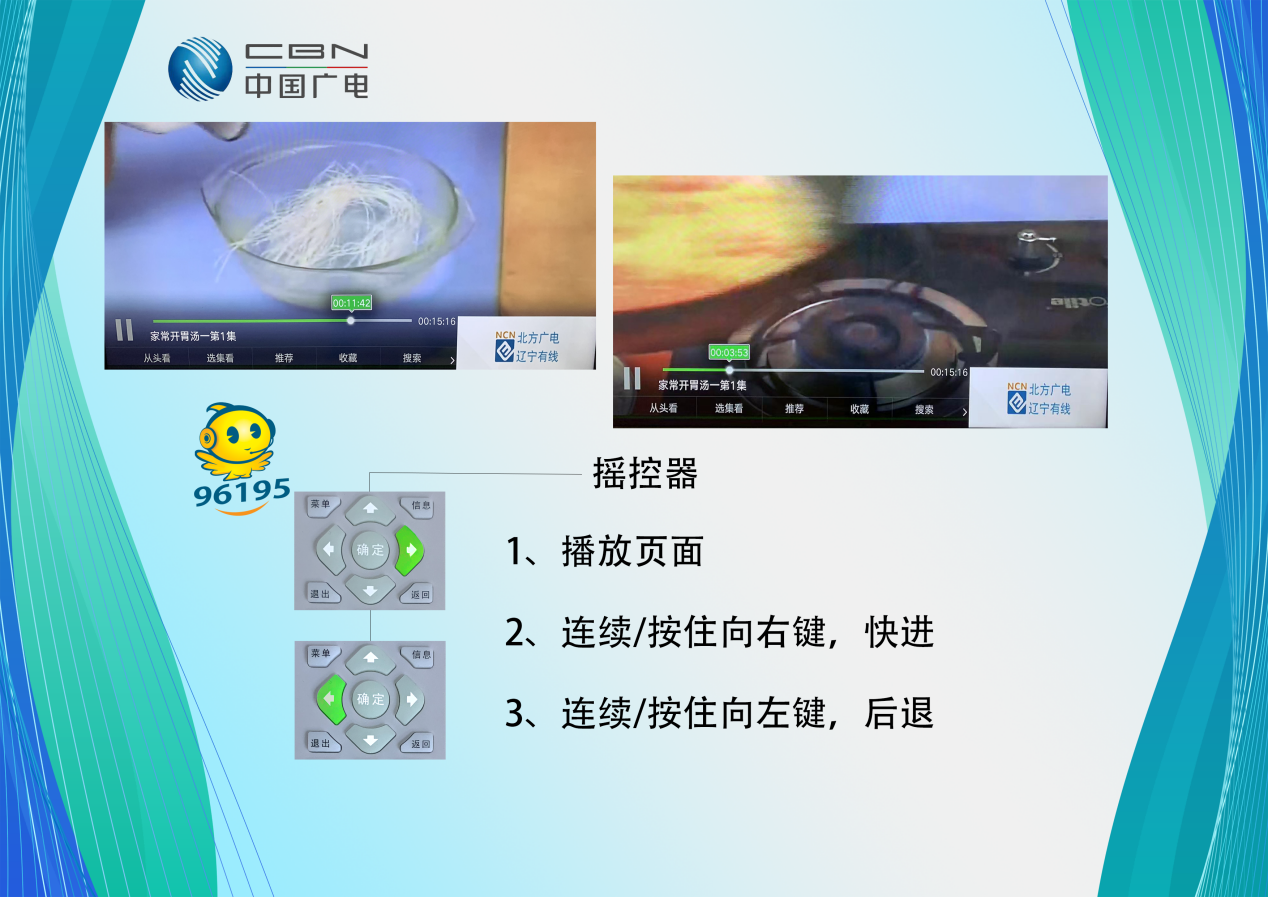 CBN
中国广电
00:11:42
00:15:16
家常开胃汤一第1集
从头看 选集看 推荐 收藏 搜索
NCN 北方广电
辽宁有线
00:03:53
00:15:16
家常开胃汤一第1集
从头看 选集看 推荐 收藏 搜索
NCN 北方广电
辽宁有线
96195
摇控器
菜单 信息
确定
退出 返回
1、播放页面
2、连续/按住向右键，快进
菜单 信息
确定
退出 返回
3、连续/按住向左键，后退